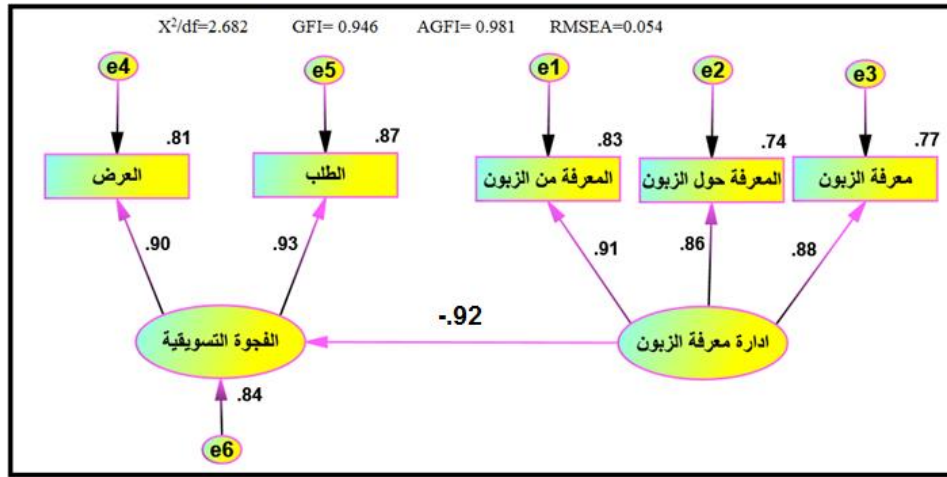 X²/df=2.682 GFI= 0.946 AGFI= 0.981 RMSEA=0.054
e4 e5 e1 e2 e3
.81 .87 .83 .74 .77
العرض الطلب المعرفة من الزبون المعرفة حول الزبون معرفة الزبون
.90 .93 .91 .86 .88
-.92
الفجوة التسويقية ادارة معرفة الزبون
.84
e6